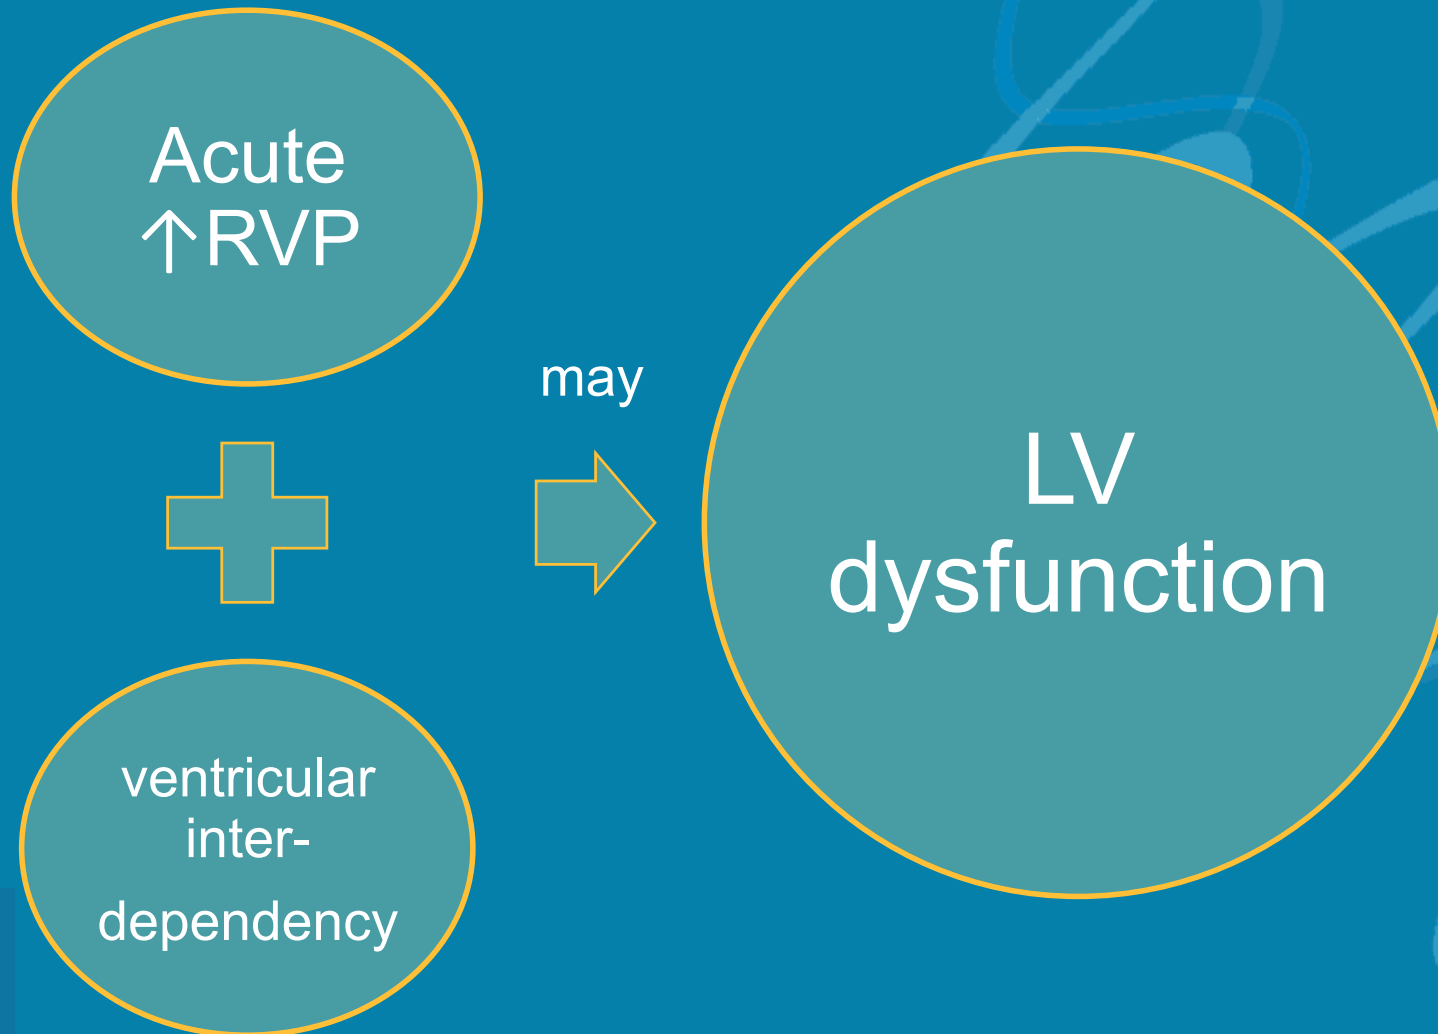 Acute
↑RVP
ventricular
inter-
dependency
may
LV
dysfunction